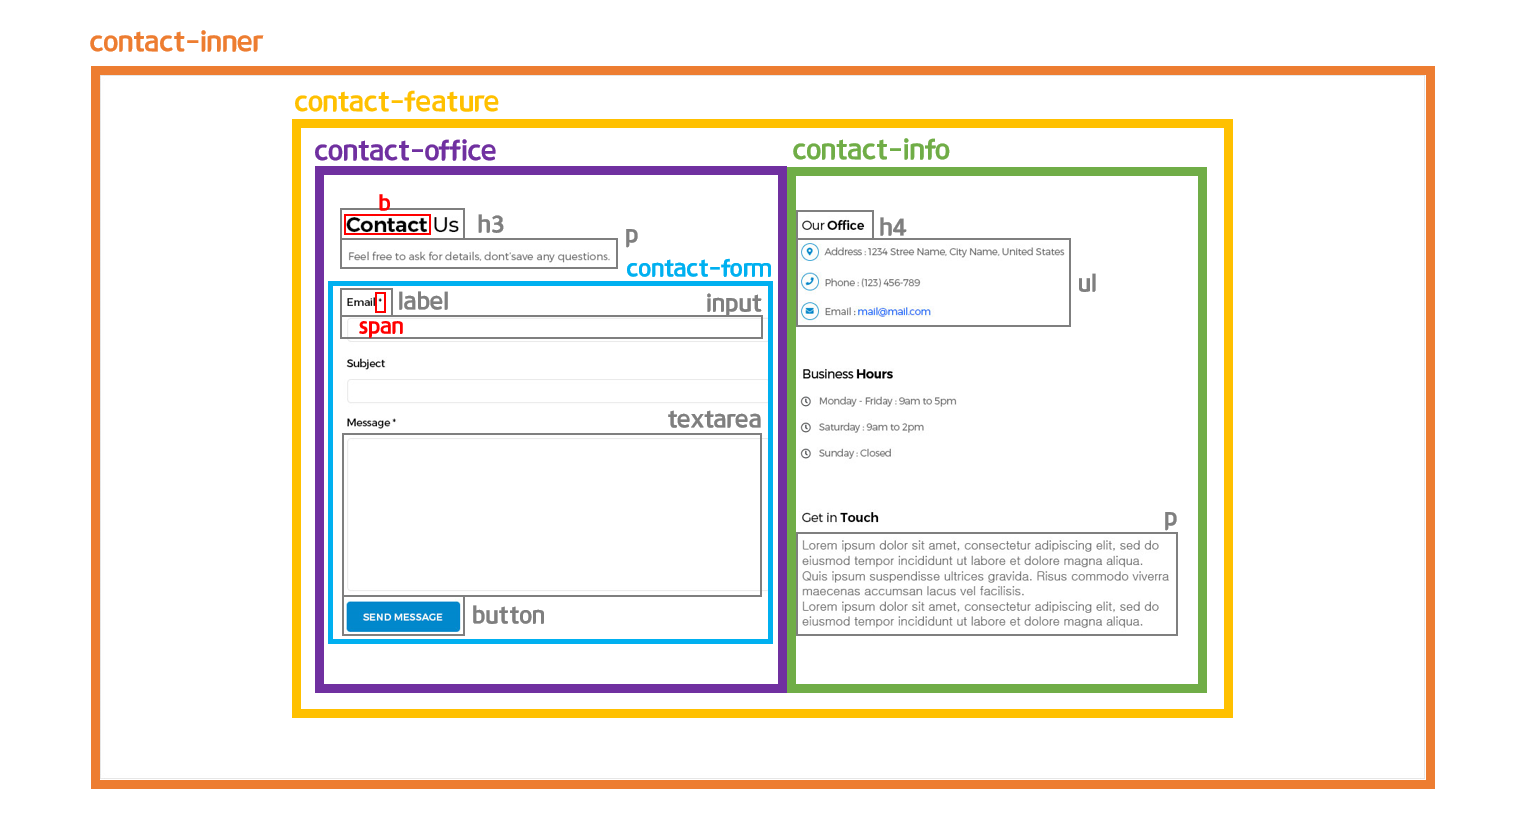 contact-inner
contact-feature
contact-office
b
Contact Us
h3
Feel free to ask for details, dont'save any questions.
p
contact-form
Email *
label
input
span
Subject
Message *
textarea
SEND MESSAGE
button
contact-info
Our Office
h4
Address : 1234 Stree Name, City Name, United States
Phone : (123) 456-789
Email : mail@mail.com
ul
Business Hours
Monday - Friday : 9am to 5pm
Saturday : 9am to 2pm
Sunday : Closed
Get in Touch
p
Lorem ipsum dolor sit amet, consectetur adipiscing elit, sed do
eiusmod tempor incididunt ut labore et dolore magna aliqua.
Quis ipsum suspendisse ultrices gravida. Risus commodo viverra
maecenas accumsan lacus vel facilisis.
Lorem ipsum dolor sit amet, consectetur adipiscing elit, sed do
eiusmod tempor incididunt ut labore et dolore magna aliqua.